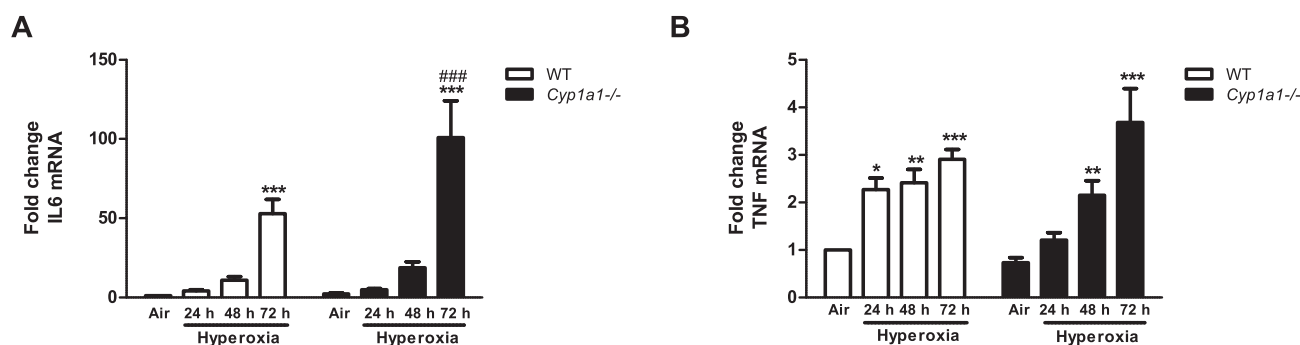 A
Fold change
IL6 mRNA
150
100
50
0
***
###
***
Air 24 h 48 h 72 h Air 24 h 48 h 72 h
Hyperoxia Hyperoxia
WT
Cyp1a1-/-
B
Fold change
TNF mRNA
5
4
3
2
1
0
* ** *** ** ***
Air 24 h 48 h 72 h Air 24 h 48 h 72 h
Hyperoxia Hyperoxia
WT
Cyp1a1-/-